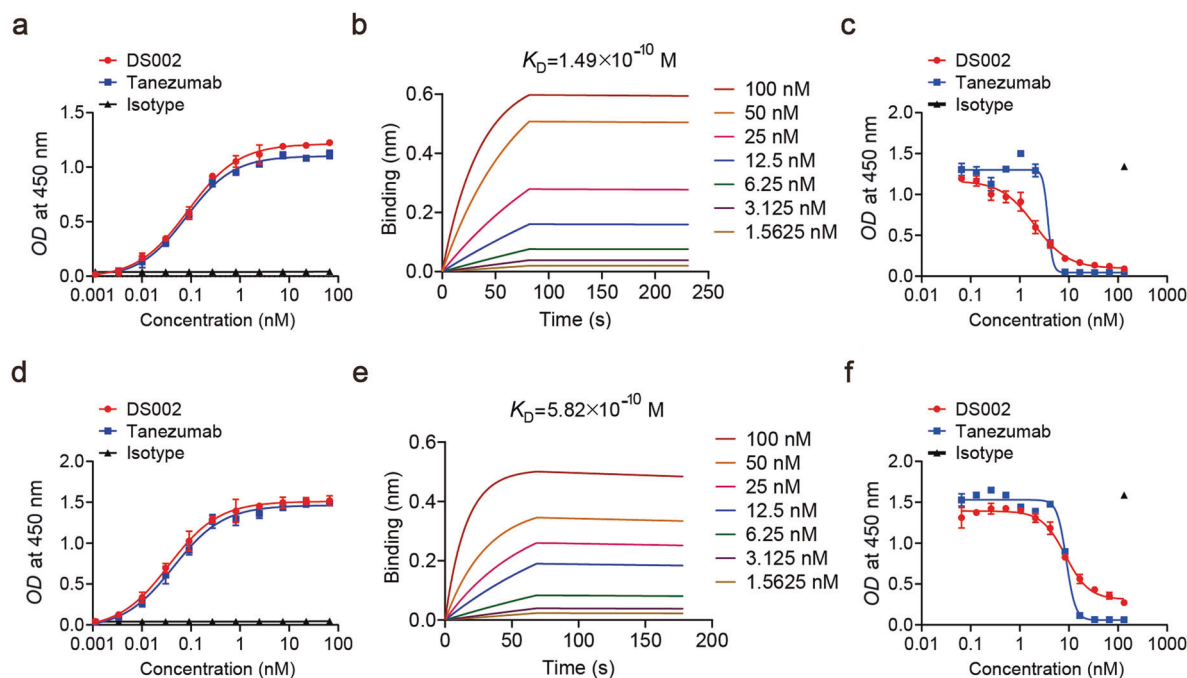 a
DS002
Tanezumab
Isotype
1.5
1.0
0.5
0.0
OD at 450 nm
0.001 0.01 0.1 1 10 100
Concentration (nM)
b
K_D=1.49×10⁻¹⁰ M
0.6
0.4
0.2
0.0
Binding (nm)
0 50 100 150 200 250
Time (s)
100 nM
50 nM
25 nM
12.5 nM
6.25 nM
3.125 nM
1.5625 nM
c
DS002
Tanezumab
Isotype
2.0
1.5
1.0
0.5
0.0
OD at 450 nm
0.01 0.1 1 10 100 1000
Concentration (nM)
d
DS002
Tanezumab
Isotype
2.0
1.5
1.0
0.5
0.0
OD at 450 nm
0.001 0.01 0.1 1 10 100
Concentration (nM)
e
K_D=5.82×10⁻¹⁰ M
0.6
0.4
0.2
0.0
Binding (nm)
0 50 100 150 200
Time (s)
100 nM
50 nM
25 nM
12.5 nM
6.25 nM
3.125 nM
1.5625 nM
f
DS002
Tanezumab
Isotype
2.0
1.5
1.0
0.5
0.0
OD at 450 nm
0.01 0.1 1 10 100 1000
Concentration (nM)